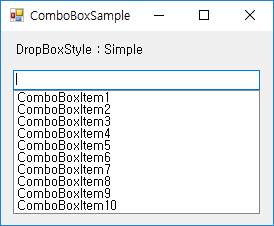 ComboBoxSample
DropBoxStyle : Simple
ComboBoxItem1
ComboBoxItem2
ComboBoxItem3
ComboBoxItem4
ComboBoxItem5
ComboBoxItem6
ComboBoxItem7
ComboBoxItem8
ComboBoxItem9
ComboBoxItem10